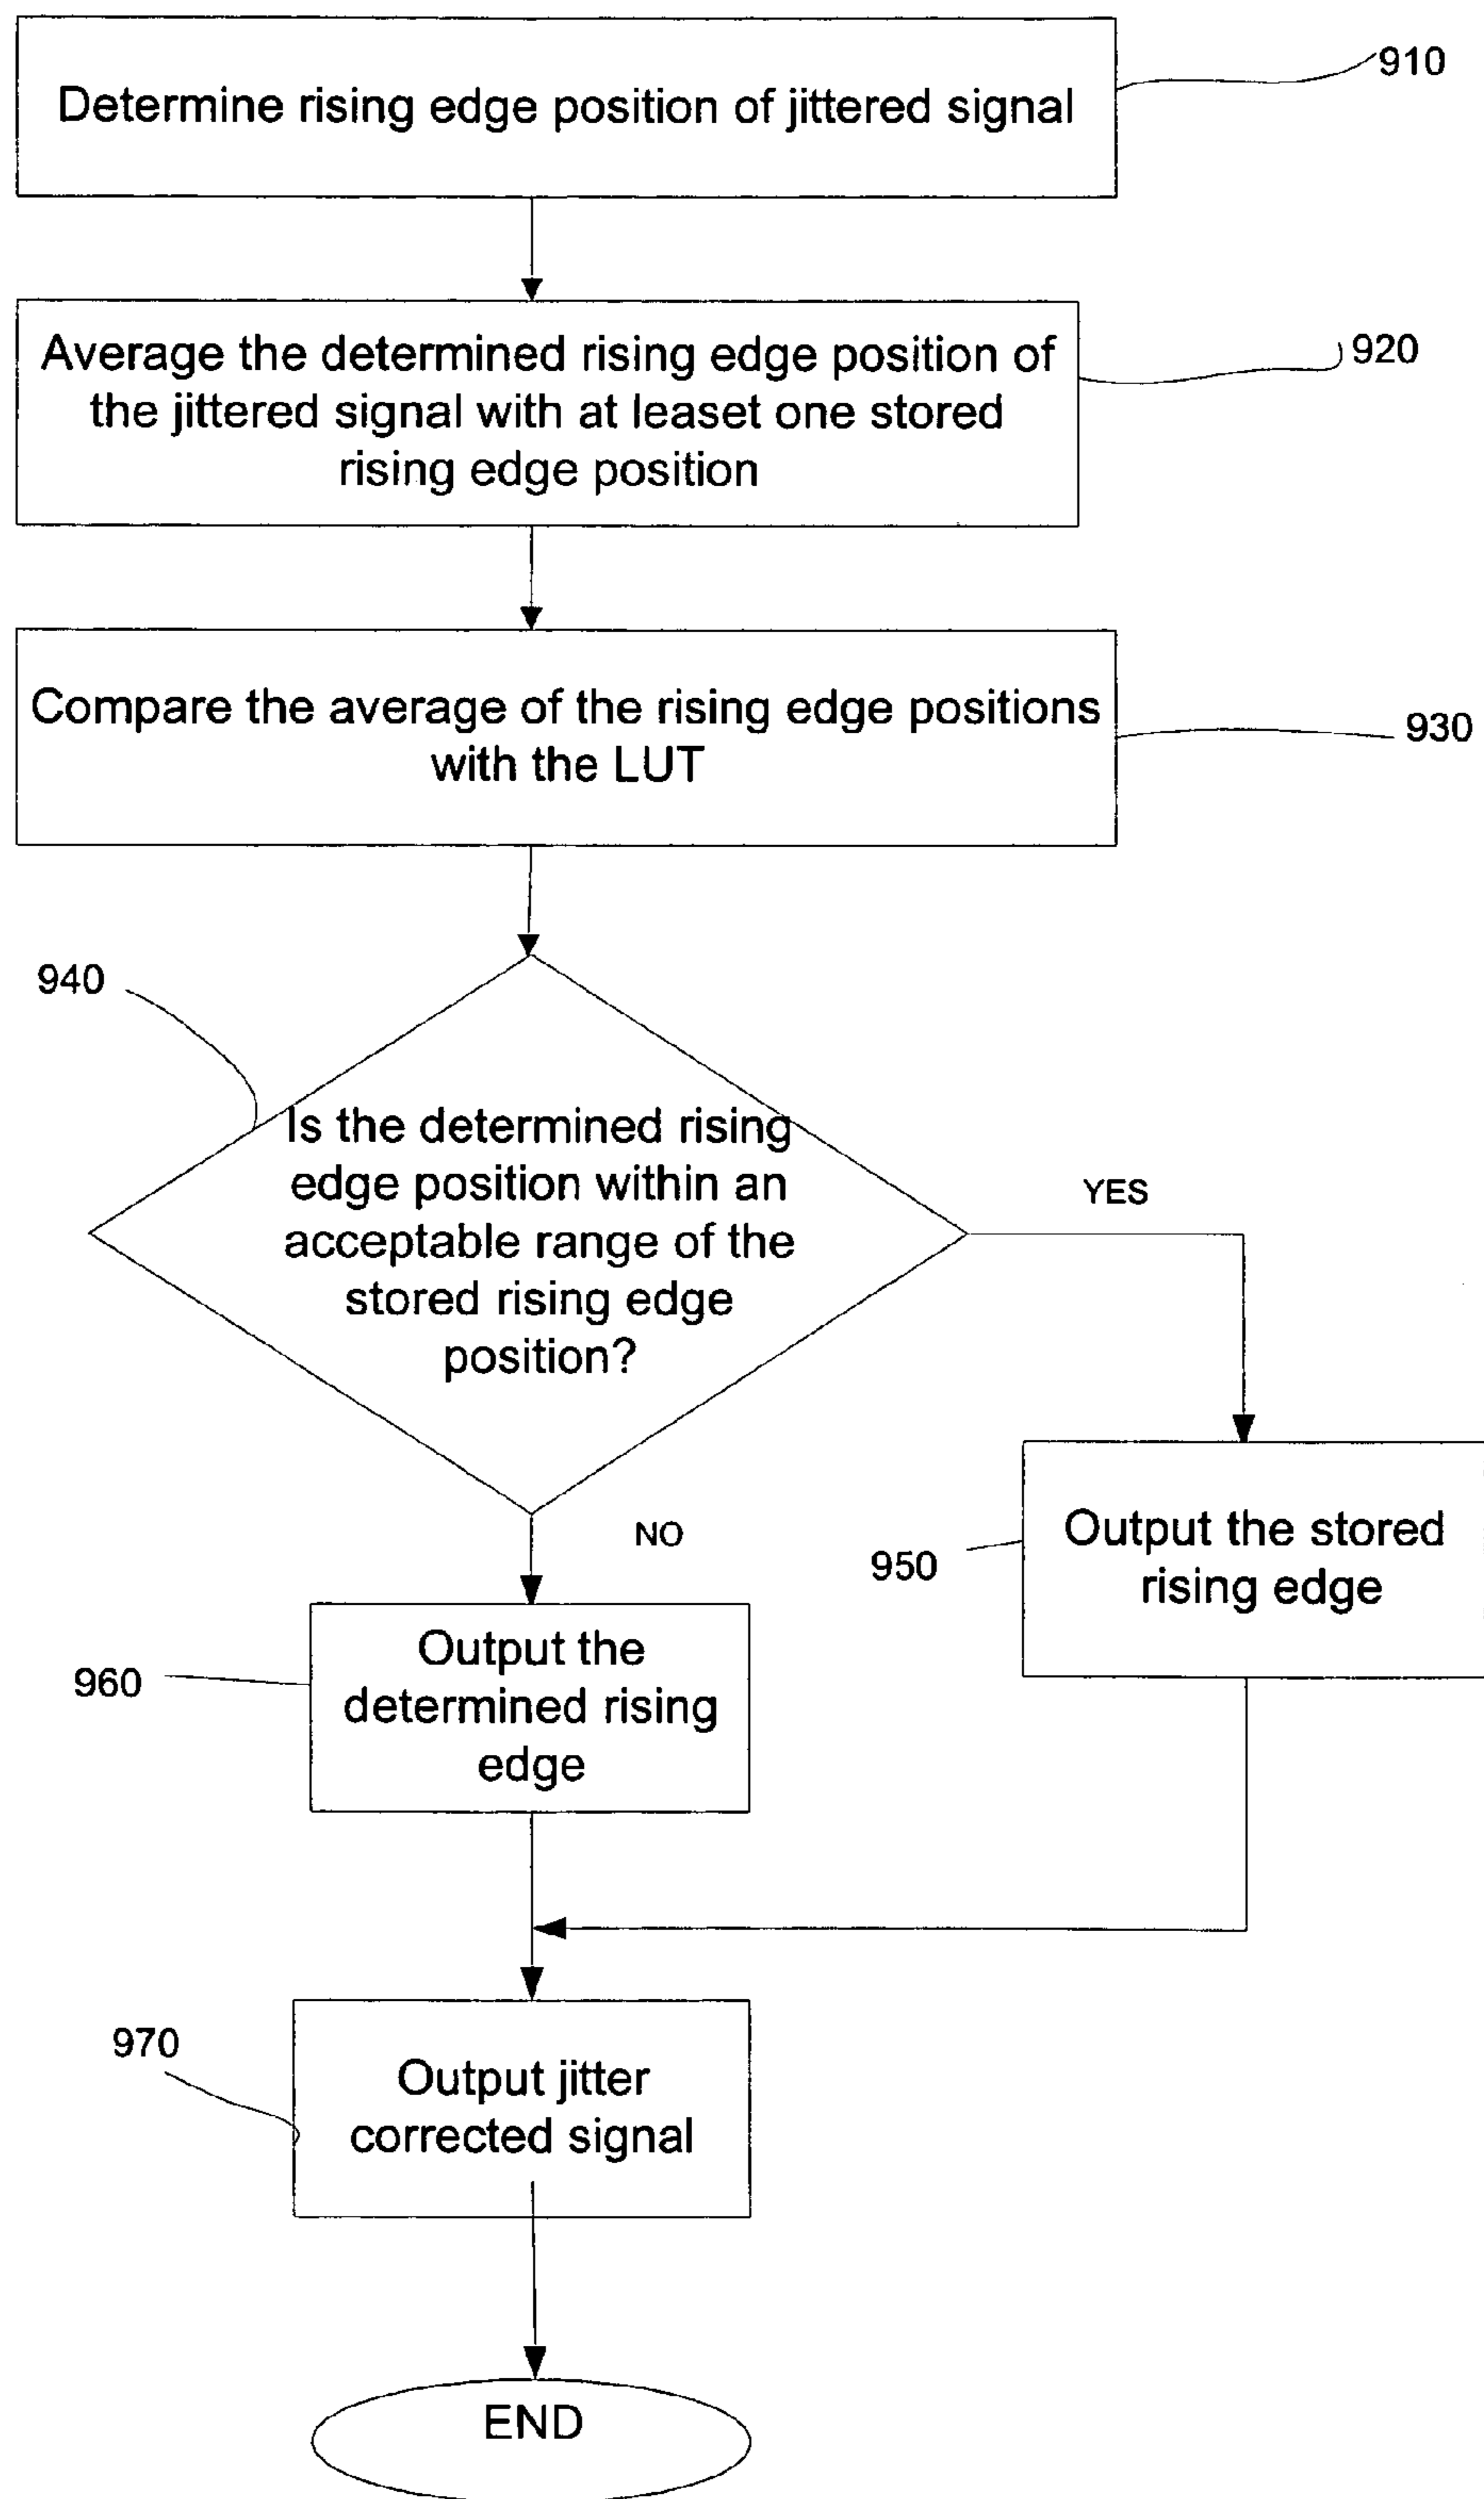 Determine rising edge position of jittered signal
910
Average the determined rising edge position of
the jittered signal with at leaset one stored
rising edge position
920
Compare the average of the rising edge positions
with the LUT
930
940
Is the determined rising
edge position within an
acceptable range of the
stored rising edge
position?
YES
NO
950
Output the stored
rising edge
960
Output the
determined rising
edge
970
Output jitter
corrected signal
END